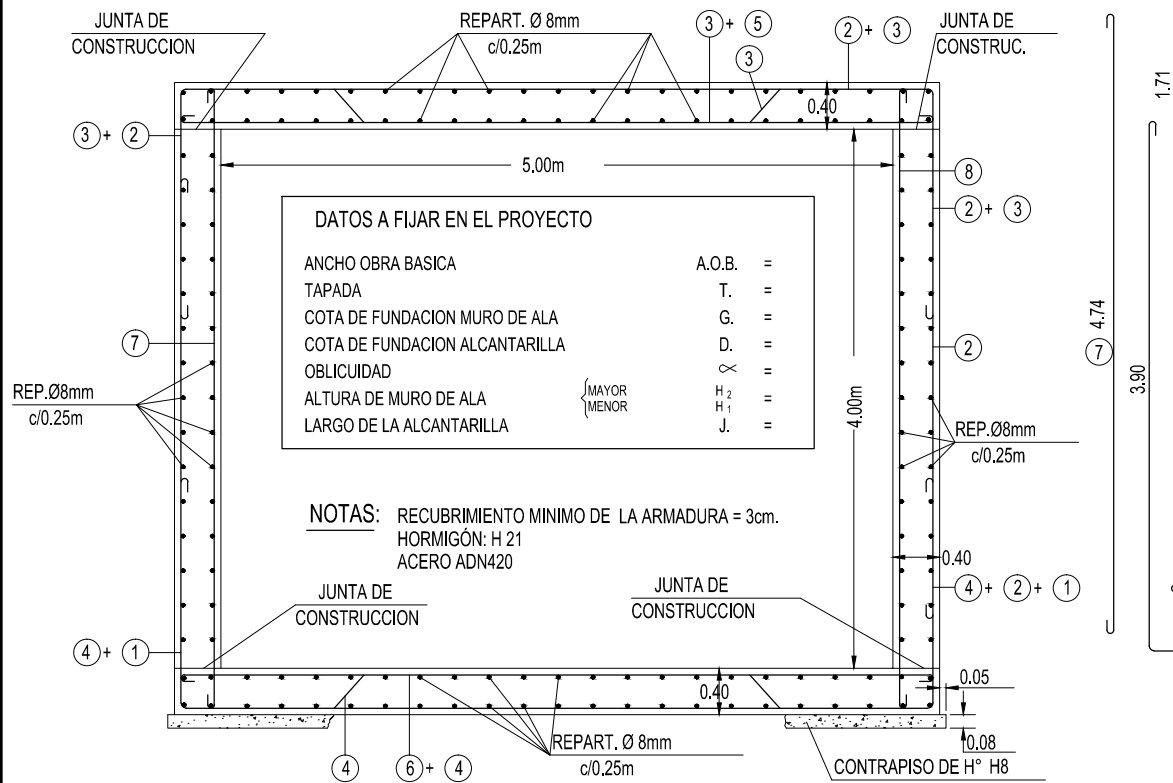 JUNTA DE
CONSTRUCCION
REPART. Ø 8mm
c/0.25m
3 + 5
3
2 + 3
JUNTA DE
CONSTRUC.
1.71
0.40
3 + 2
5.00m
8
2 + 3
DATOS A FIJAR EN EL PROYECTO
ANCHO OBRA BASICA A.O.B. =
TAPADA T. =
COTA DE FUNDACION MURO DE ALA G. =
COTA DE FUNDACION ALCANTARILLA D. =
OBLICUIDAD ∝ =
ALTURA DE MURO DE ALA { MAYOR H 2 =
MENOR H 1
LARGO DE LA ALCANTARILLA J. =
7
2
4.74
7
3.90
REP.Ø8mm
c/0.25m
4.00m
REP.Ø8mm
c/0.25m
NOTAS: RECUBRIMIENTO MINIMO DE LA ARMADURA = 3cm.
HORMIGÓN: H 21
ACERO ADN420
0.40
JUNTA DE
CONSTRUCCION
JUNTA DE
CONSTRUCCION
4 + 2 + 1
4 + 1
0.40
0.05
0.08
REPART. Ø 8mm
c/0.25m
4
6 + 4
CONTRAPISO DE H° H8